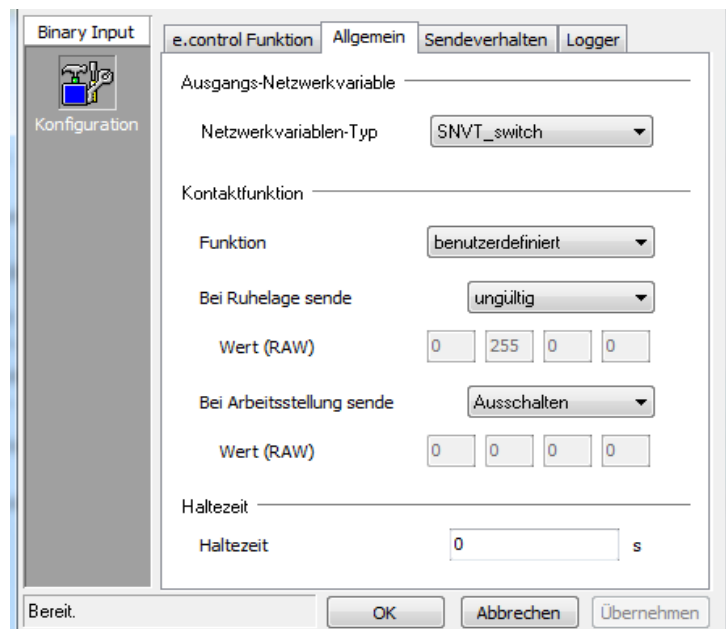 Binary Input
Konfiguration
e.control Funktion Allgemein Sendeverhalten Logger
Ausgangs-Netzwerkvariable
Netzwerkvariablen-Typ SNVT_switch
Kontaktfunktion
Funktion benutzerdefiniert
Bei Ruhelage sende ungültig
Wert (RAW) 0 255 0 0
Bei Arbeitsstellung sende Ausschalten
Wert (RAW) 0 0 0 0
Haltezeit
Haltezeit 0 s
Bereit. OK Abbrechen Übernehmen